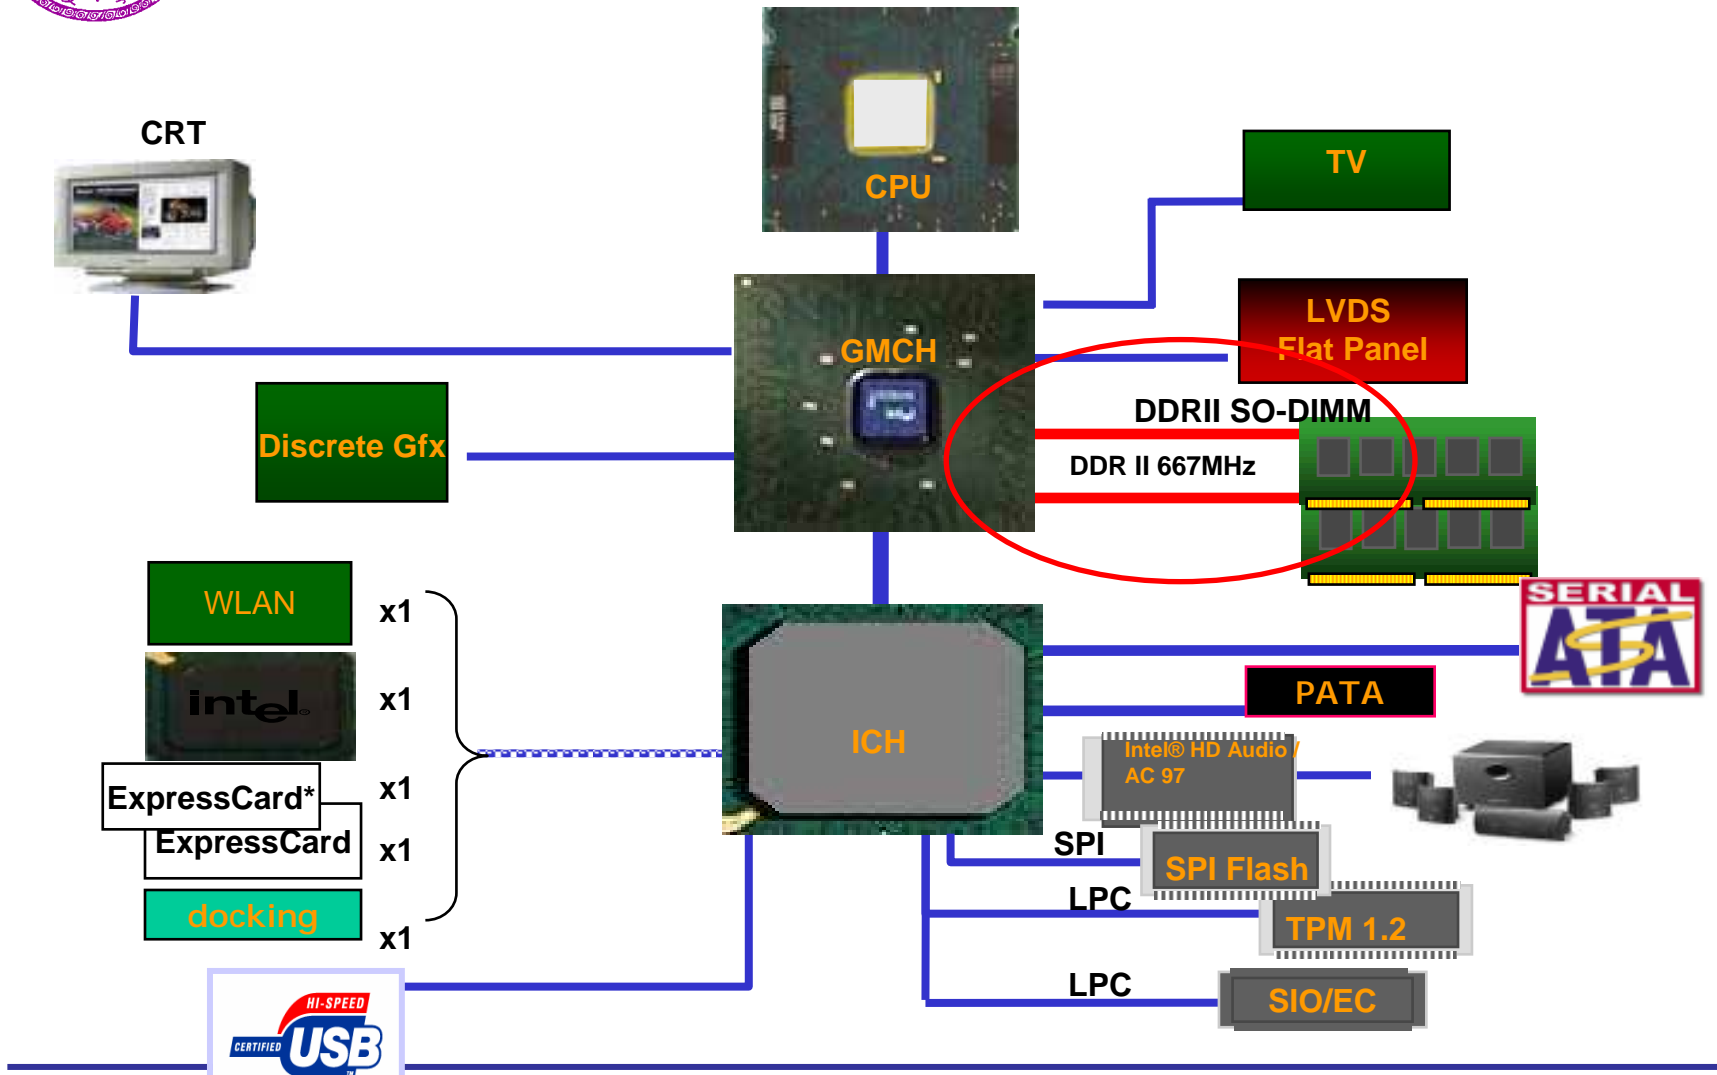 CRT
CPU
TV
GMCH
LVDS
Flat Panel
Discrete Gfx
DDRII SO-DIMM
DDR II 667MHz
WLAN
x1
intel®
x1
ExpressCard*
x1
ExpressCard
x1
docking
x1
ICH
SERIAL
ATA
PATA
Intel® HD Audio /
AC 97
SPI
SPI Flash
LPC
TPM 1.2
LPC
SIO/EC
HI-SPEED
CERTIFIED
USB